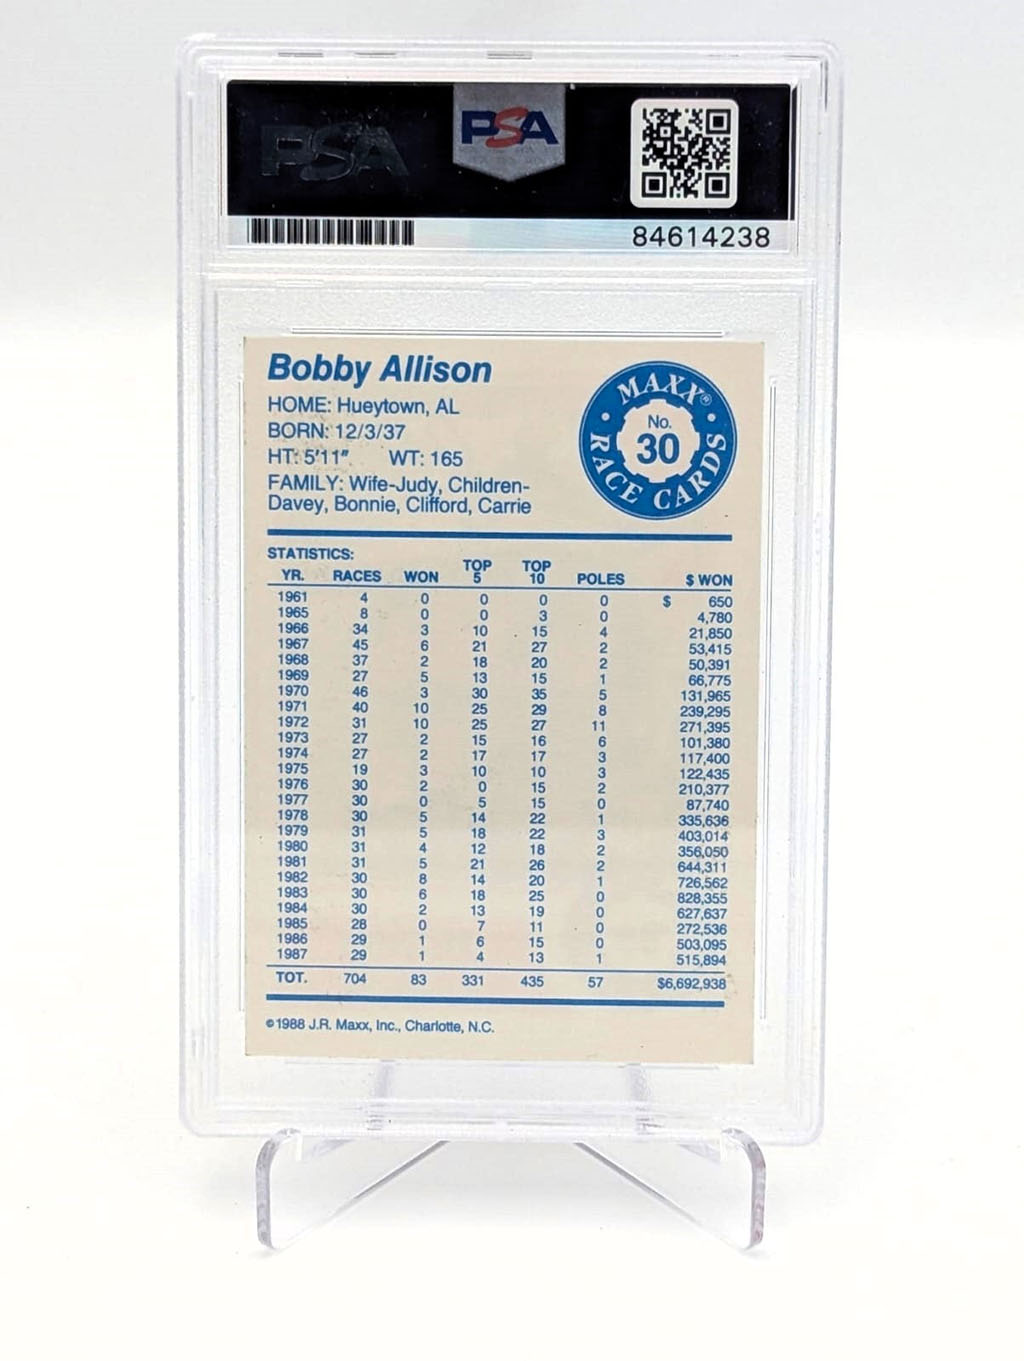 PSA
PSA
84614238
Bobby Allison
HOME: Hueytown, AL
BORN: 12/3/37
HT: 5'11" WT: 165
FAMILY: Wife-Judy, Children-
Davey, Bonnie, Clifford, Carrie
MAXX®
No.
30
RACE CARDS
STATISTICS:
YR. RACES WON TOP 5 TOP 10 POLES $ WON
1961 4 0 0 0 0 $ 650
1965 8 0 0 3 0 4,780
1966 34 3 10 15 4 21,850
1967 45 6 21 27 2 53,415
1968 37 2 18 20 2 50,391
1969 27 5 13 15 1 66,775
1970 46 3 30 35 5 131,965
1971 40 10 25 29 8 239,295
1972 31 10 25 27 11 271,395
1973 27 2 15 16 6 101,380
1974 27 2 17 17 3 117,400
1975 19 3 10 10 3 122,435
1976 30 2 0 15 2 210,377
1977 30 0 5 15 0 87,740
1978 30 5 14 22 1 335,636
1979 31 5 18 22 3 403,014
1980 31 4 12 18 2 356,050
1981 31 5 21 26 2 644,311
1982 30 8 14 20 1 726,562
1983 30 6 18 25 0 828,355
1984 30 2 13 19 0 627,637
1985 28 0 7 11 0 272,536
1986 29 1 6 15 0 503,095
1987 29 1 4 13 1 515,894
TOT. 704 83 331 435 57 $6,692,938
©1988 J.R. Maxx, Inc., Charlotte, N.C.